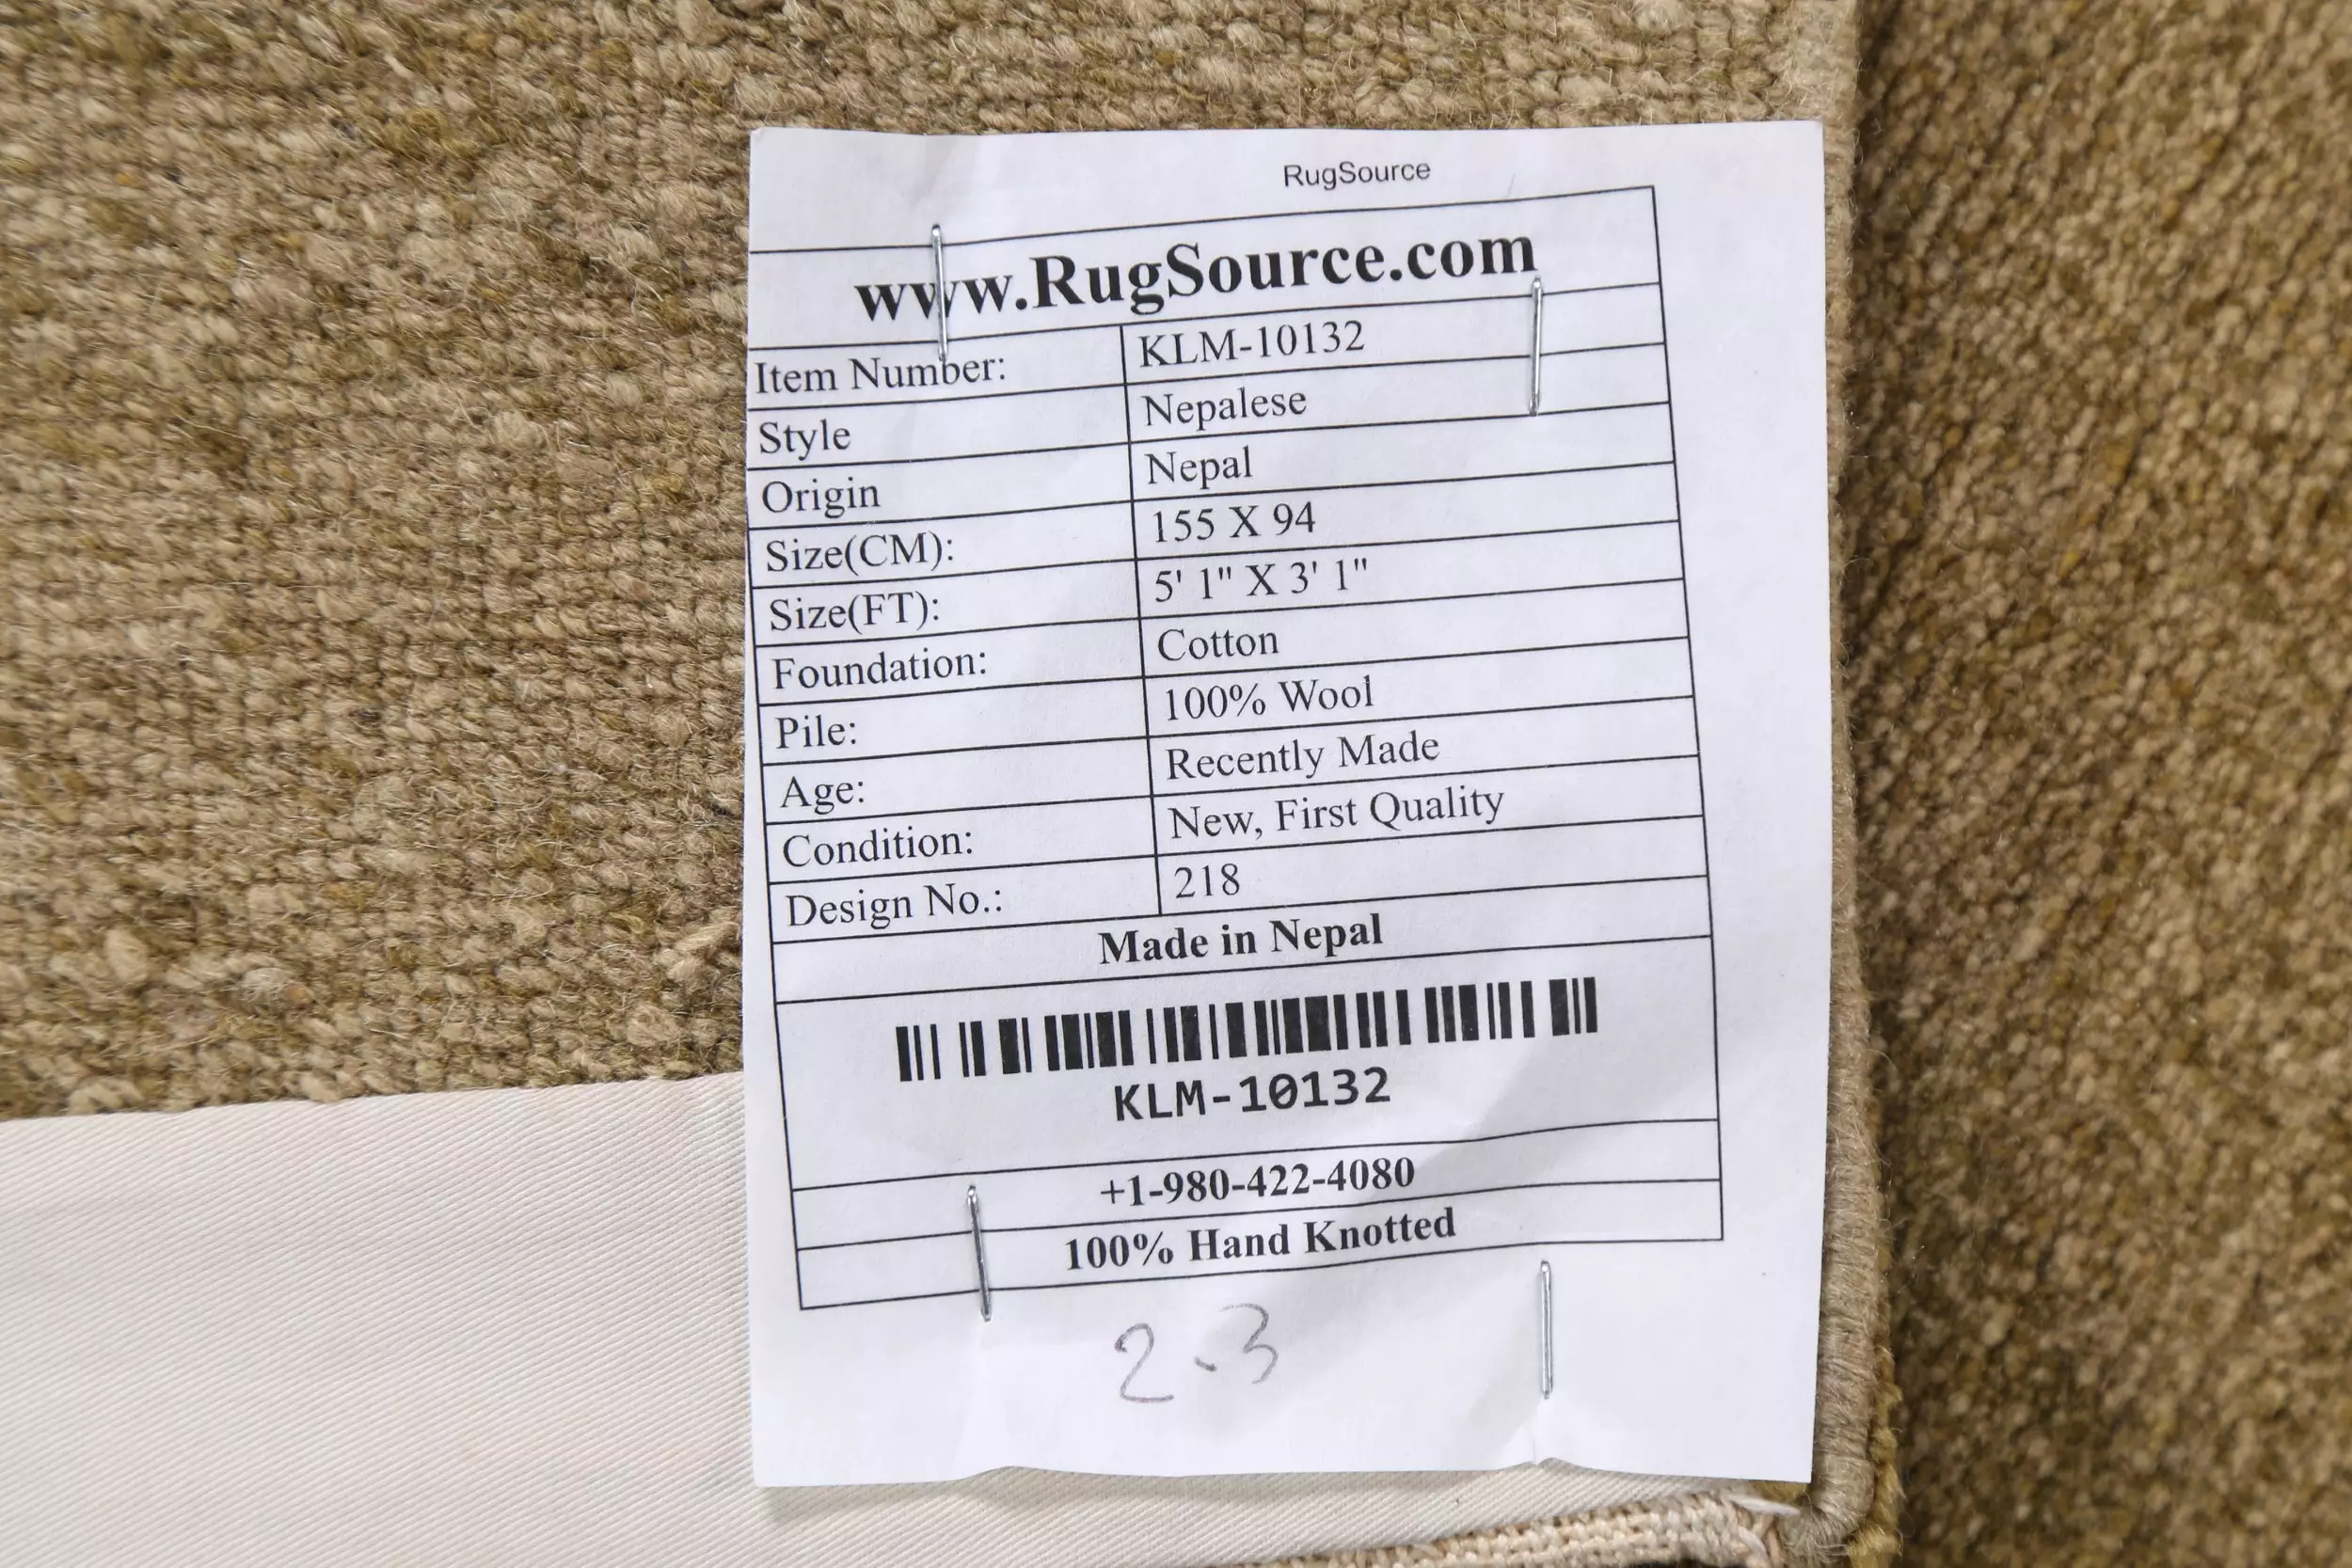 RugSource
www.RugSource.com
Item Number: KLM-10132
Style Nepalese
Origin Nepal
Size(CM): 155 X 94
Size(FT): 5' 1" X 3' 1"
Foundation: Cotton
Pile: 100% Wool
Age: Recently Made
Condition: New, First Quality
Design No.: 218
Made in Nepal
KLM-10132
+1-980-422-4080
100% Hand Knotted
2-3